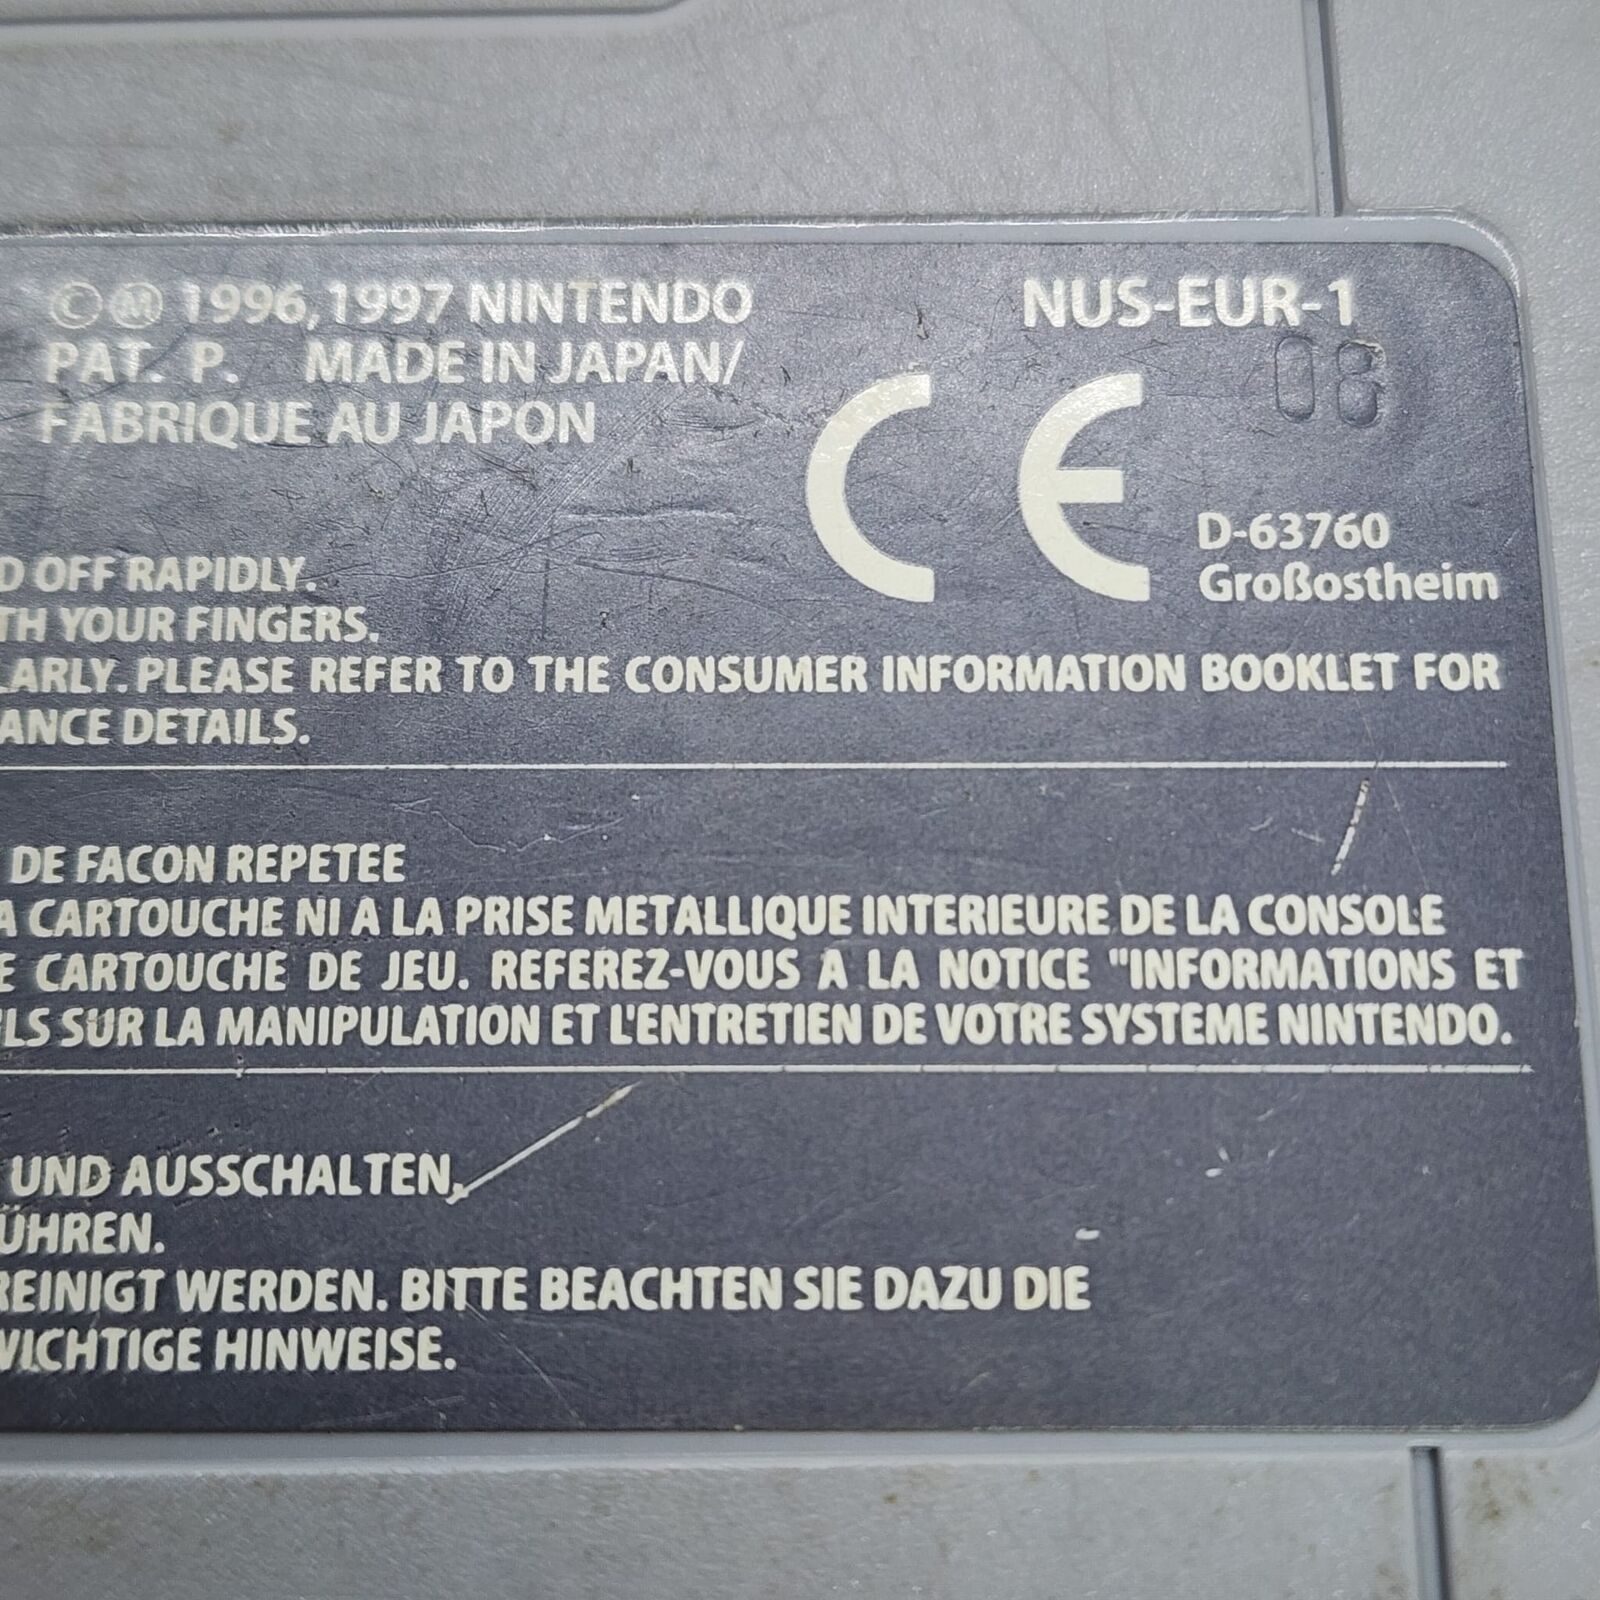 ©Ⓜ 1996,1997 NINTENDO
PAT. P. MADE IN JAPAN/
FABRIQUE AU JAPON
NUS-EUR-1
08
CE
D-63760
Großostheim
D OFF RAPIDLY.
TH YOUR FINGERS.
LARLY. PLEASE REFER TO THE CONSUMER INFORMATION BOOKLET FOR
ANCE DETAILS.
DE FACON REPETEE
A CARTOUCHE NI A LA PRISE METALLIQUE INTERIEURE DE LA CONSOLE
E CARTOUCHE DE JEU. REFEREZ-VOUS A LA NOTICE "INFORMATIONS ET
LS SUR LA MANIPULATION ET L'ENTRETIEN DE VOTRE SYSTEME NINTENDO.
UND AUSSCHALTEN.
ÜHREN.
REINIGT WERDEN. BITTE BEACHTEN SIE DAZU DIE
WICHTIGE HINWEISE.